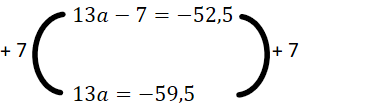 13a − 7 = −52,5
+ 7 + 7
13a = −59,5